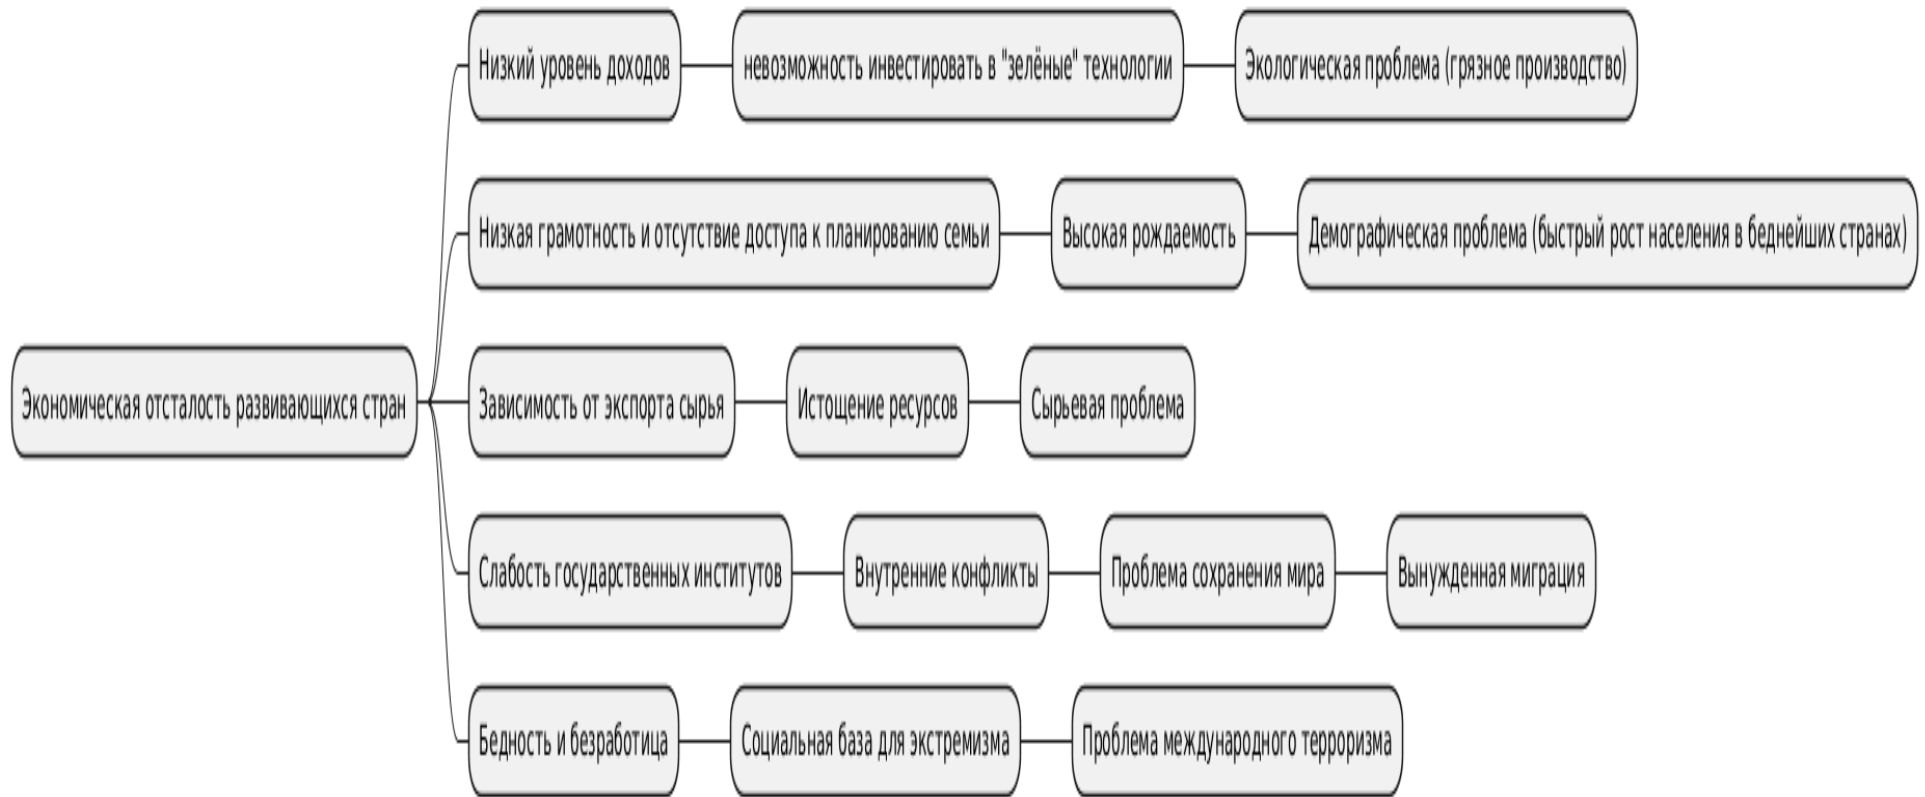 Экономическая отсталость развивающихся стран
Низкий уровень доходов
невозможность инвестировать в "зелёные" технологии
Экологическая проблема (грязное производство)
Низкая грамотность и отсутствие доступа к планированию семьи
Высокая рождаемость
Демографическая проблема (быстрый рост населения в беднейших странах)
Зависимость от экспорта сырья
Истощение ресурсов
Сырьевая проблема
Слабость государственных институтов
Внутренние конфликты
Проблема сохранения мира
Вынужденная миграция
Бедность и безработица
Социальная база для экстремизма
Проблема международного терроризма